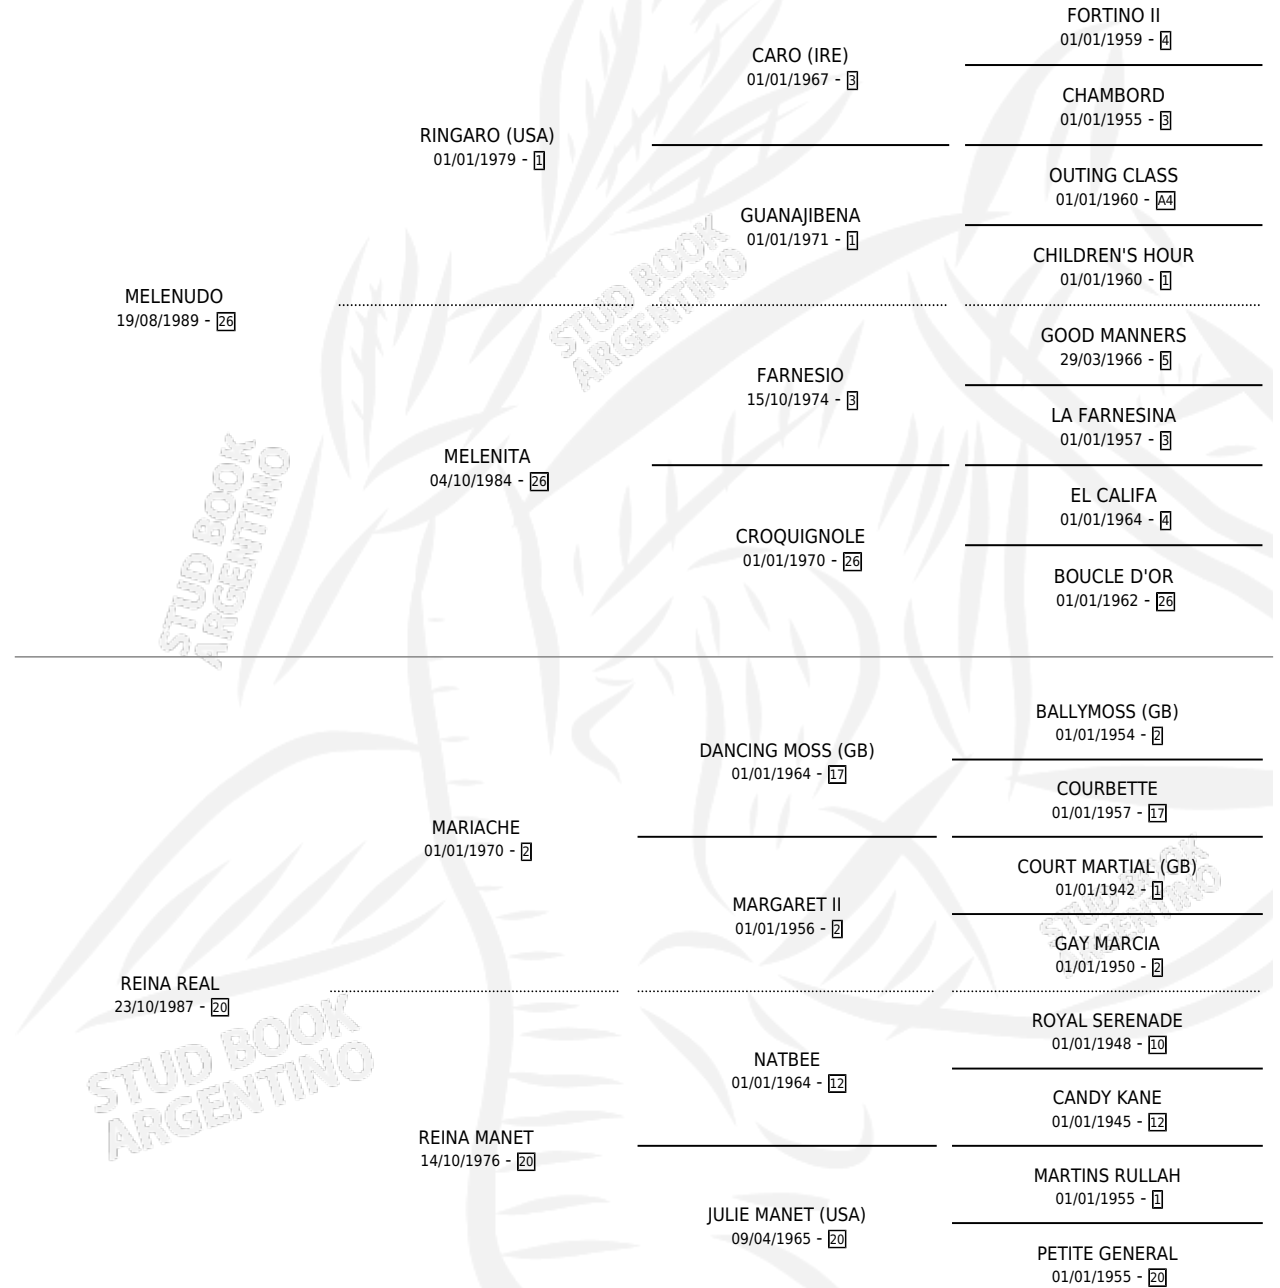 FORTINO II
01/01/1959 - 4
CARO (IRE)
01/01/1967 - 3
CHAMBORD
01/01/1955 - 3
RINGARO (USA)
01/01/1979 - 1
OUTING CLASS
01/01/1960 - A4
GUANAJIBENA
01/01/1971 - 1
CHILDREN'S HOUR
01/01/1960 - 1
MELENUDO
19/08/1989 - 26
GOOD MANNERS
29/03/1966 - 5
FARNESIO
15/10/1974 - 3
LA FARNESINA
01/01/1957 - 3
MELENITA
04/10/1984 - 26
EL CALIFA
01/01/1964 - 4
CROQUIGNOLE
01/01/1970 - 26
BOUCLE D'OR
01/01/1962 - 26
BALLYMOSS (GB)
01/01/1954 - 2
DANCING MOSS (GB)
01/01/1964 - 17
COURBETTE
01/01/1957 - 17
MARIACHE
01/01/1970 - 2
COURT MARTIAL (GB)
01/01/1942 - 1
MARGARET II
01/01/1956 - 2
GAY MARCIA
01/01/1950 - 2
REINA REAL
23/10/1987 - 20
ROYAL SERENADE
01/01/1948 - 10
NATBEE
01/01/1964 - 12
CANDY KANE
01/01/1945 - 12
REINA MANET
14/10/1976 - 20
MARTINS RULLAH
01/01/1955 - 1
JULIE MANET (USA)
09/04/1965 - 20
PETITE GENERAL
01/01/1955 - 20
STUD BOOK
ARGENTINO
STUD BOOK
ARGENTINO
STUD BOOK
ARGENTINO
STUD BOOK
ARGENTINO